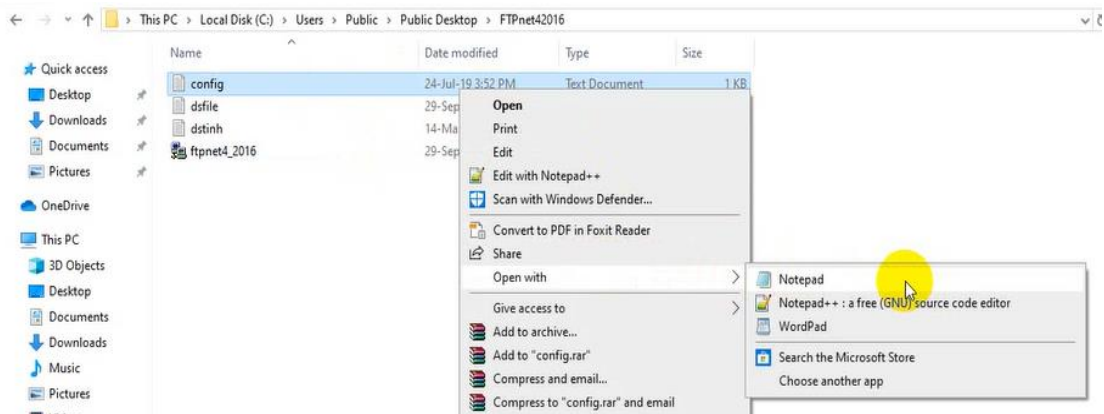 This PC > Local Disk (C:) > Users > Public > Public Desktop > FTPnet42016
Name Date modified Type Size
Quick access
Desktop
Downloads
Documents
Pictures
OneDrive
This PC
3D Objects
Desktop
Documents
Downloads
Music
Pictures
config 24-Jul-19 3:52 PM Text Document 1 KB
dsfile 29-Sep
dstinh 14-Ma
ftpnet4_2016 29-Sep
Open
Print
Edit
Edit with Notepad++
Scan with Windows Defender...
Convert to PDF in Foxit Reader
Share
Open with
Give access to
Add to archive...
Add to "config.rar"
Compress and email...
Compress to "config.rar" and email
Notepad
Notepad++ : a free (GNU) source code editor
WordPad
Search the Microsoft Store
Choose another app